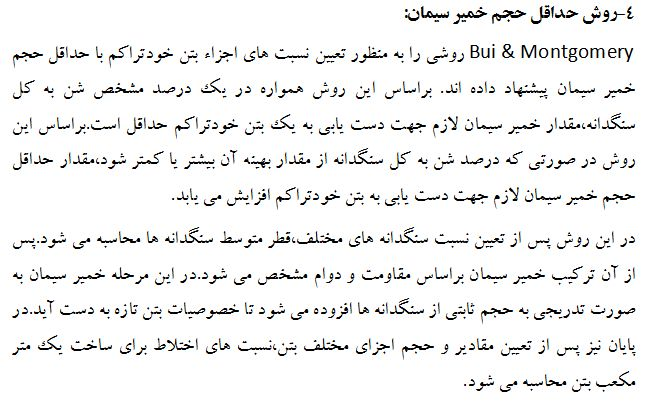 ۴-روش حداقل حجم خمیر سیمان:
Bui & Montgomery روشی را به منظور تعیین نسبت های اجزاء بتن خودتراکم با حداقل حجم
خمیر سیمان پیشنهاد داده اند. براساس این روش همواره در یک درصد مشخص شن به کل
سنگدانه،مقدار خمیر سیمان لازم جهت دست یابی به یک بتن خودتراکم حداقل است.براساس این
روش در صورتی که درصد شن به کل سنگدانه از مقدار بهینه آن بیشتر یا کمتر شود،مقدار حداقل
حجم خمیر سیمان لازم جهت دست یابی به بتن خودتراکم افزایش می یابد.
در این روش پس از تعیین نسبت سنگدانه های مختلف،قطر متوسط سنگدانه ها محاسبه می شود.پس
از آن ترکیب خمیر سیمان براساس مقاومت و دوام مشخص می شود.در این مرحله خمیر سیمان به
صورت تدریجی به حجم ثابتی از سنگدانه ها افزوده می شود تا خصوصیات بتن تازه به دست آید.در
پایان نیز پس از تعیین مقادیر و حجم اجزای مختلف بتن،نسبت های اختلاط برای ساخت یک متر
مکعب بتن محاسبه می شود.